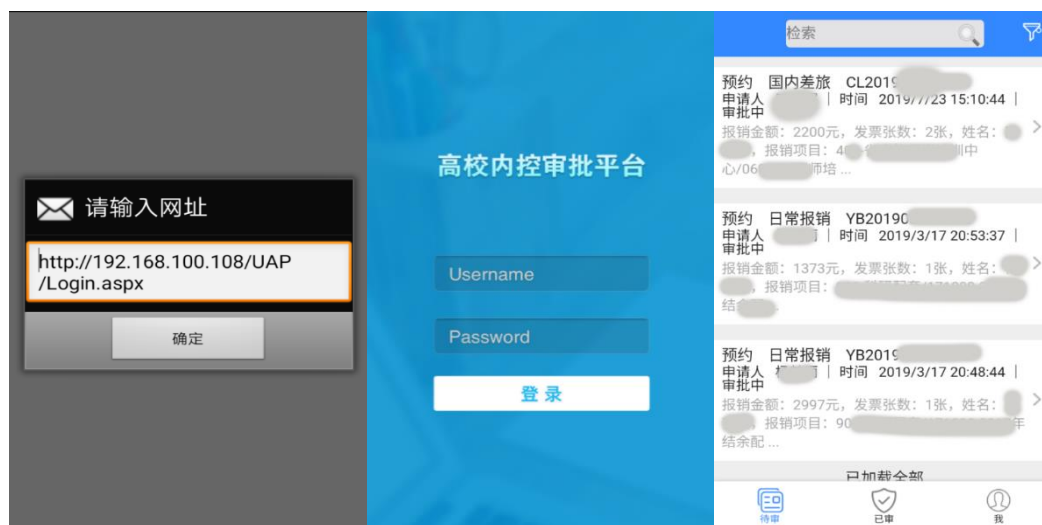 请输入网址
http://192.168.100.108/UAP
/Login.aspx
确定
高校内控审批平台
Username
Password
登录
检索
预约 国内差旅 CL2019
申请人 | 时间 2019/7/23 15:10:44 |
审批中
报销金额：2200元，发票张数：2张，姓名：
，报销项目：4 训中
心/06 师培 ...
预约 日常报销 YB20190
申请人 | 时间 2019/3/17 20:53:37 |
审批中
报销金额：1373元，发票张数：1张，姓名：
，报销项目：
结
预约 日常报销 YB2019
申请人 | 时间 2019/3/17 20:48:44 |
审批中
报销金额：2997元，发票张数：1张，姓名：
，报销项目：90 年
结余配 ...
已加载全部
待审
已审
我